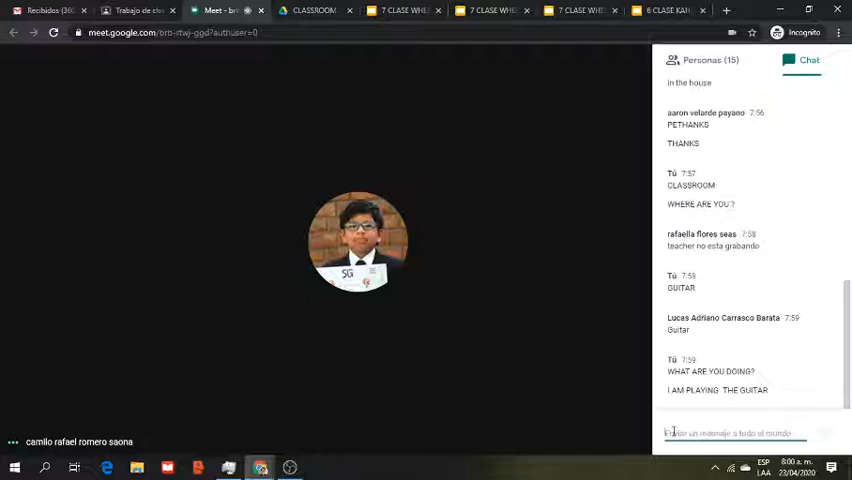 Recibidos (36
Trabajo de clas
Meet - brt
CLASSROOM
7 CLASE WHE
7 CLASE WHE
7 CLASE WHE
6 CLASE KAH
meet.google.com/brb-rtwj-ggd?authuser=0
Incognito
Personas (15)
Chat
in the house
aaron velarde payano 7:56
PETHANKS
THANKS
Tú 7:57
CLASSROOM
WHERE ARE YOU ?
rafaella flores seas 7:58
teacher no esta grabando
Tú 7:58
GUITAR
Lucas Adriano Carrasco Barata 7:59
Guitar
Tú 7:59
WHAT ARE YOU DOING?
I AM PLAYING THE GUITAR
Enviar un mensaje a todo el mundo
SG
camilo rafael romero saona
ESP
LAA
8:00 a. m.
23/04/2020